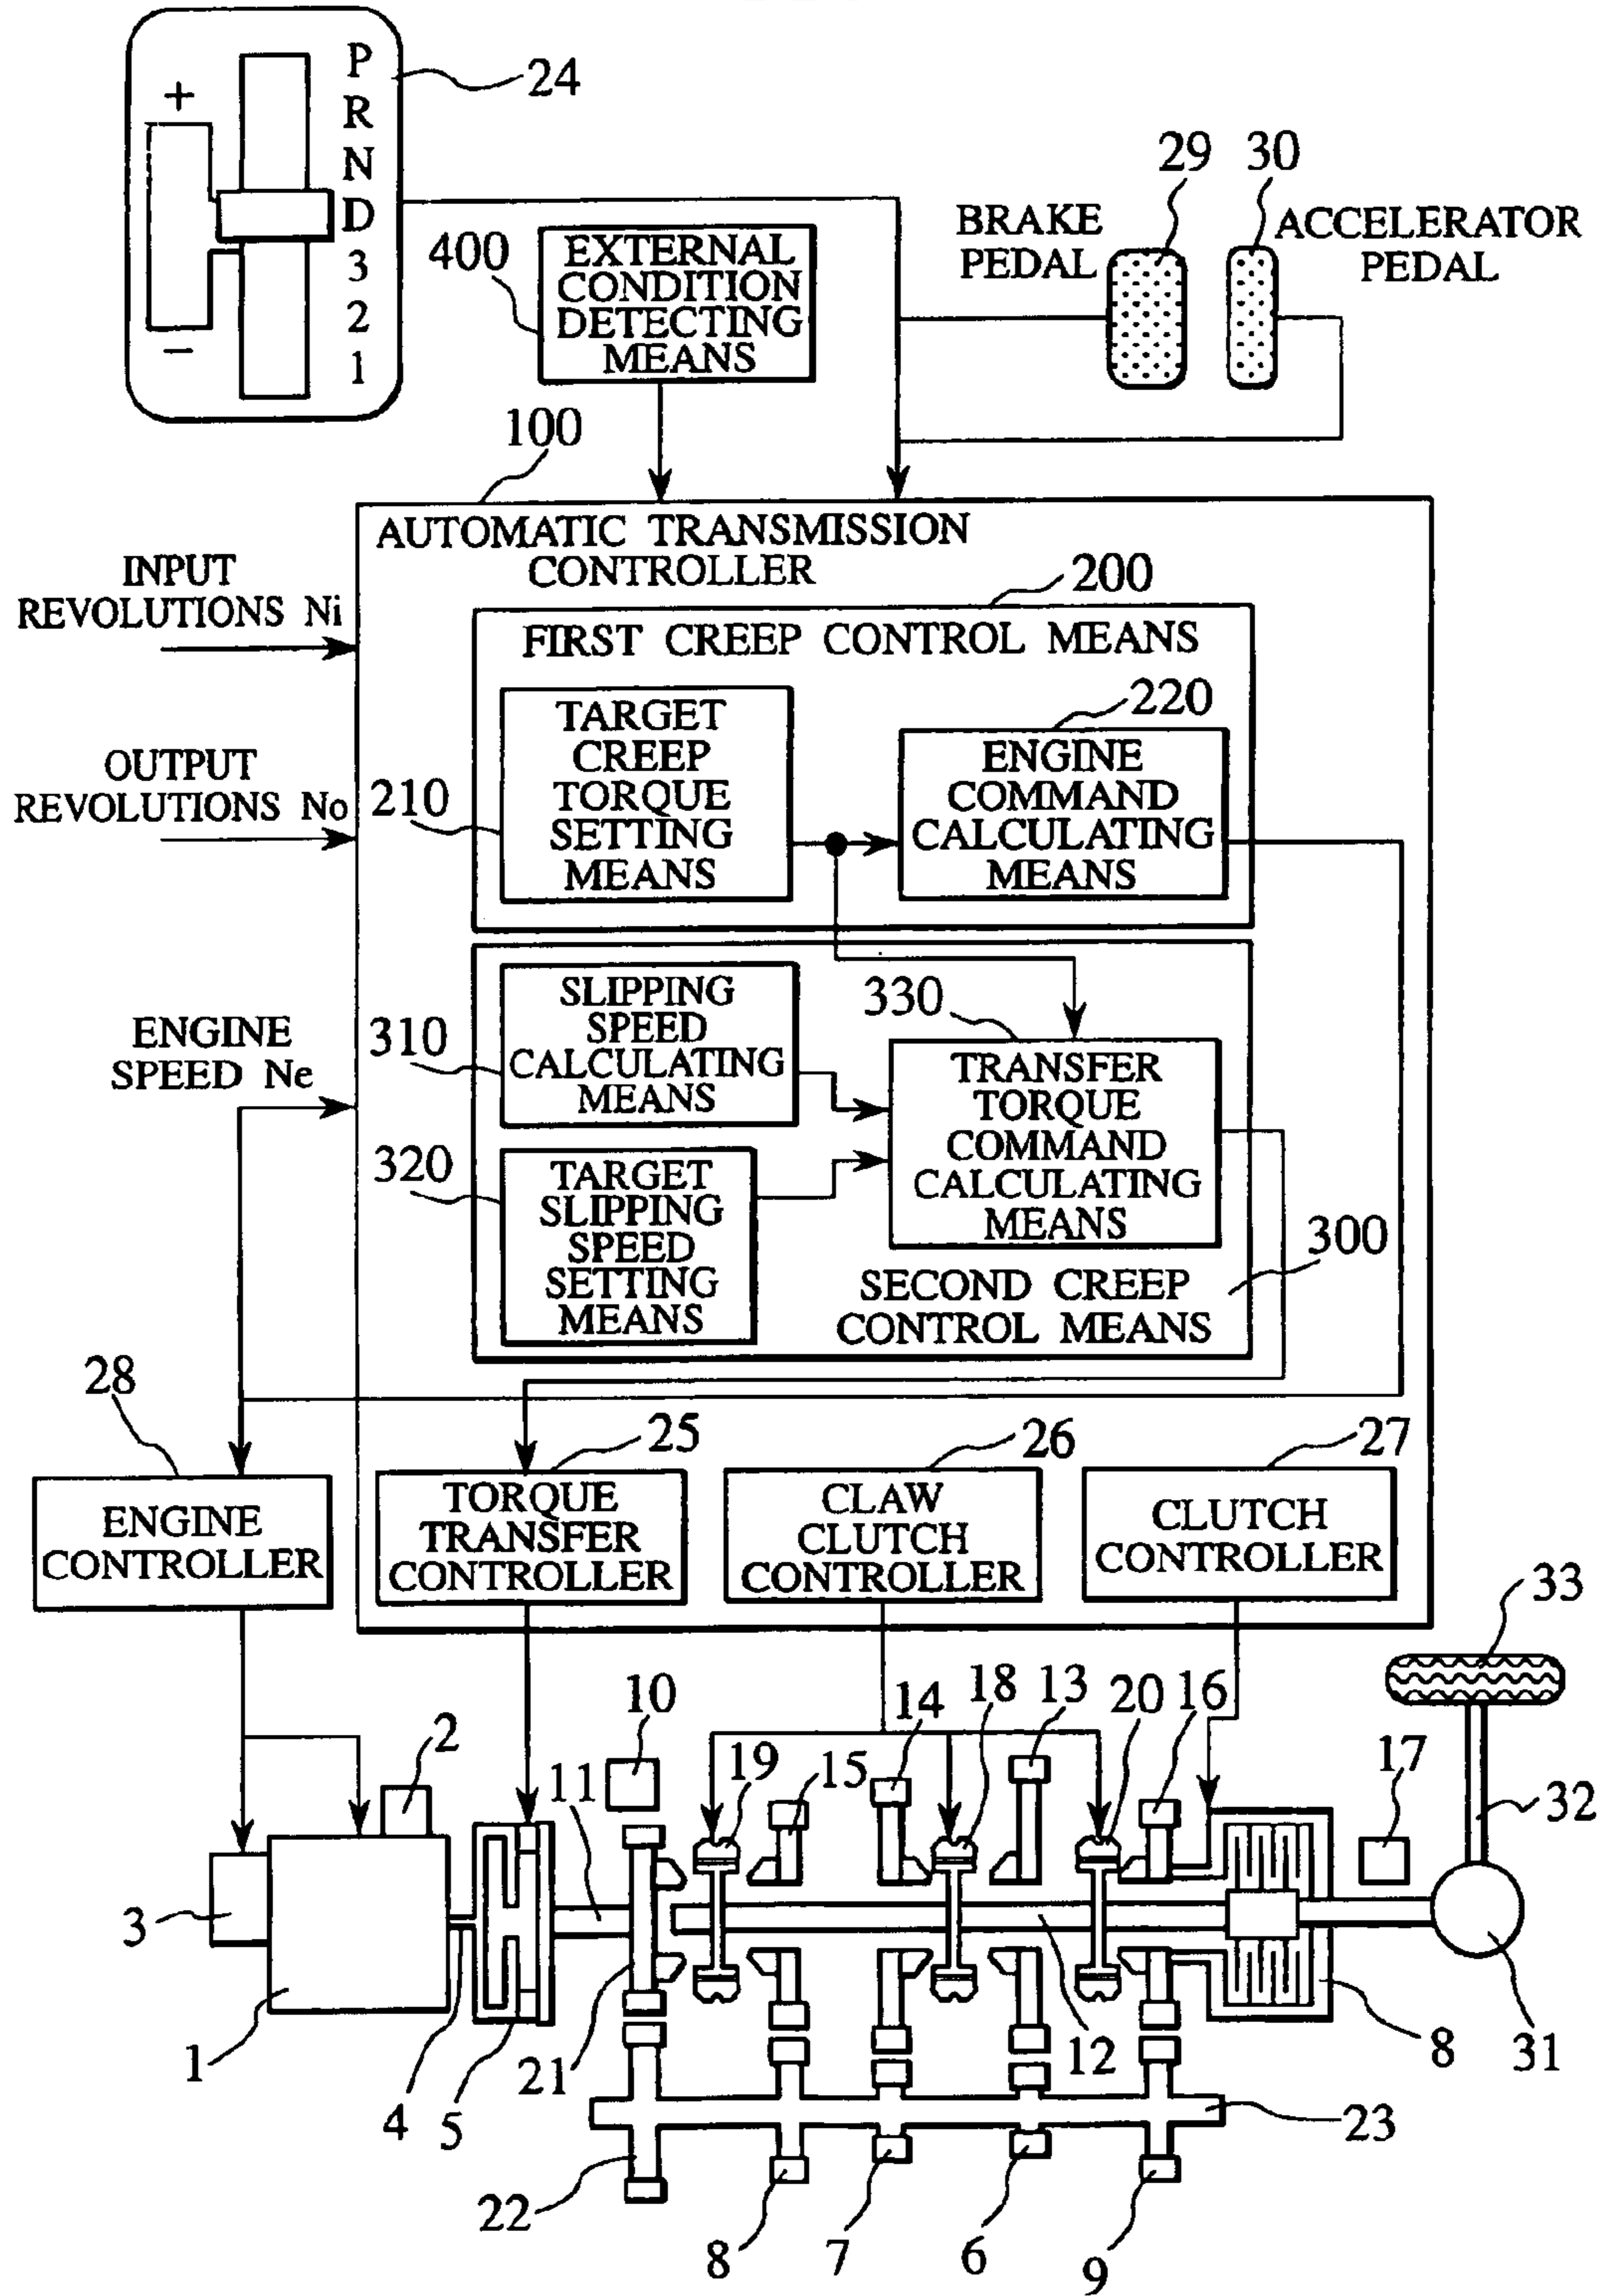 P
R
N
D
3
2
1
+
−
24
29
30
BRAKE
PEDAL
ACCELERATOR
PEDAL
400
EXTERNAL
CONDITION
DETECTING
MEANS
100
AUTOMATIC TRANSMISSION
CONTROLLER
INPUT
REVOLUTIONS Ni
200
FIRST CREEP CONTROL MEANS
TARGET
CREEP
TORQUE
SETTING
MEANS
220
ENGINE
COMMAND
CALCULATING
MEANS
OUTPUT
REVOLUTIONS No
210
SLIPPING
SPEED
CALCULATING
MEANS
330
ENGINE
SPEED Ne
310
TRANSFER
TORQUE
COMMAND
CALCULATING
MEANS
320
TARGET
SLIPPING
SPEED
SETTING
MEANS
300
SECOND CREEP
CONTROL MEANS
28
25
26
27
ENGINE
CONTROLLER
TORQUE
TRANSFER
CONTROLLER
CLAW
CLUTCH
CONTROLLER
CLUTCH
CONTROLLER
33
10
14
18
13
20
16
2
11
19
15
17
32
3
1
4
5
21
12
8
31
23
22
8
7
6
9